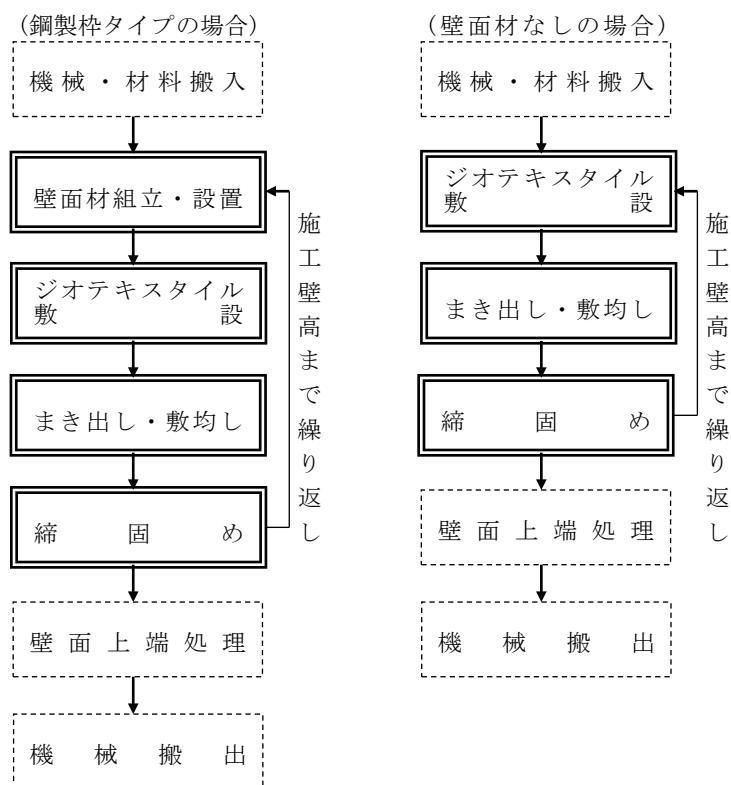 (鋼製枠タイプの場合)
機械・材料搬入
壁面材組立・設置
ジオテキスタイル
敷設
まき出し・敷均し
締固め
施工壁高まで繰り返し
壁面上端処理
機械搬出
(壁面材なしの場合)
機械・材料搬入
ジオテキスタイル
敷設
まき出し・敷均し
締固め
施工壁高まで繰り返し
壁面上端処理
機械搬出